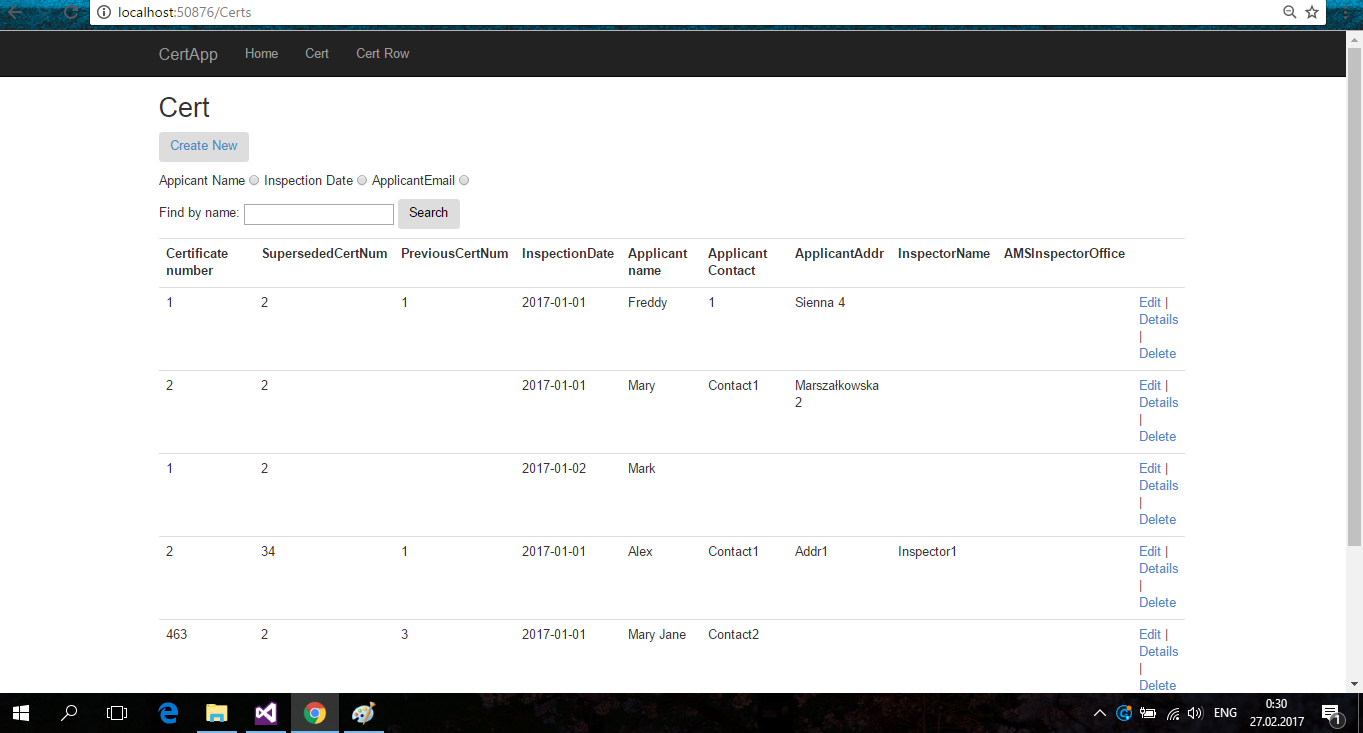 localhost:50876/Certs
CertApp Home Cert Cert Row
Cert
Create New
Appicant Name Inspection Date ApplicantEmail
Find by name: Search
Certificate number SupersededCertNum PreviousCertNum InspectionDate Applicant name Applicant Contact ApplicantAddr InspectorName AMSInspectorOffice
1 2 1 2017-01-01 Freddy 1 Sienna 4 Edit |
Details
|
Delete
2 2 2017-01-01 Mary Contact1 Marszałkowska 2 Edit |
Details
|
Delete
1 2 2017-01-02 Mark Edit |
Details
|
Delete
2 34 1 2017-01-01 Alex Contact1 Addr1 Inspector1 Edit |
Details
|
Delete
463 2 3 2017-01-01 Mary Jane Contact2 Edit |
Details
|
Delete
ENG 0:30
27.02.2017 1